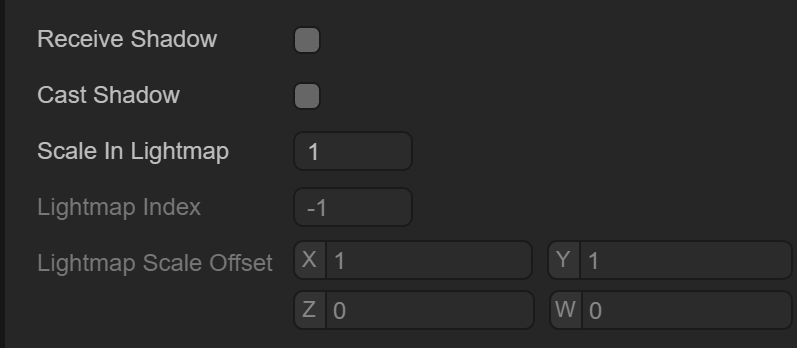 Receive Shadow
Cast Shadow
Scale In Lightmap 1
Lightmap Index -1
Lightmap Scale Offset X 1 Y 1
Z 0 W 0